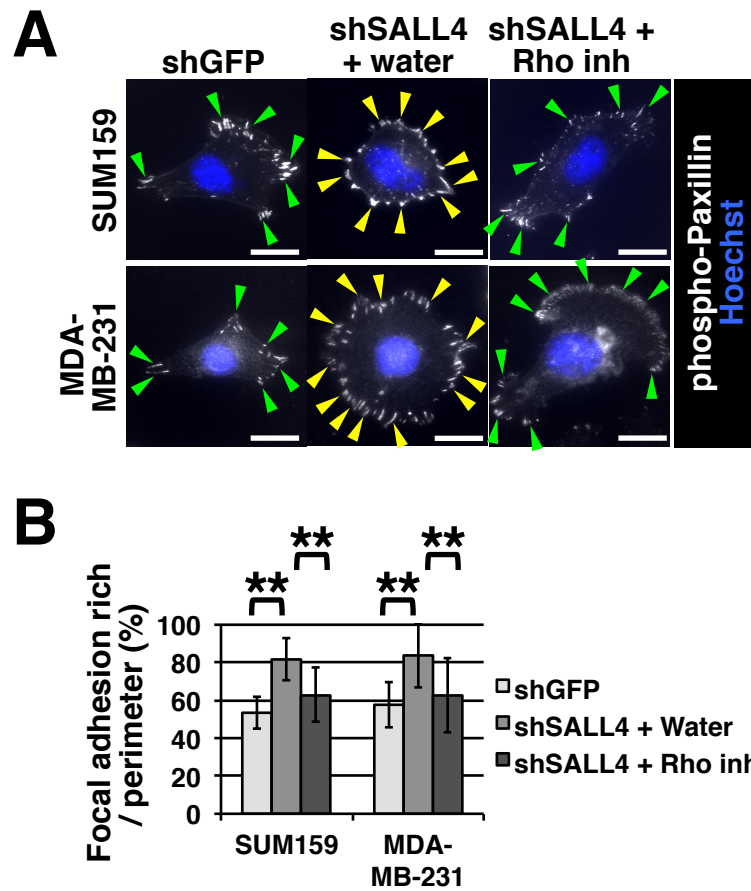 A
shGFP
shSALL4
+ water
shSALL4 +
Rho inh
SUM159
MDA-
MB-231
phospho-Paxillin
Hoechst
B
** ** ** **
Focal adhesion rich
/ perimeter (%)
100
80
60
40
20
0
SUM159
MDA-
MB-231
shGFP
shSALL4 + Water
shSALL4 + Rho inh